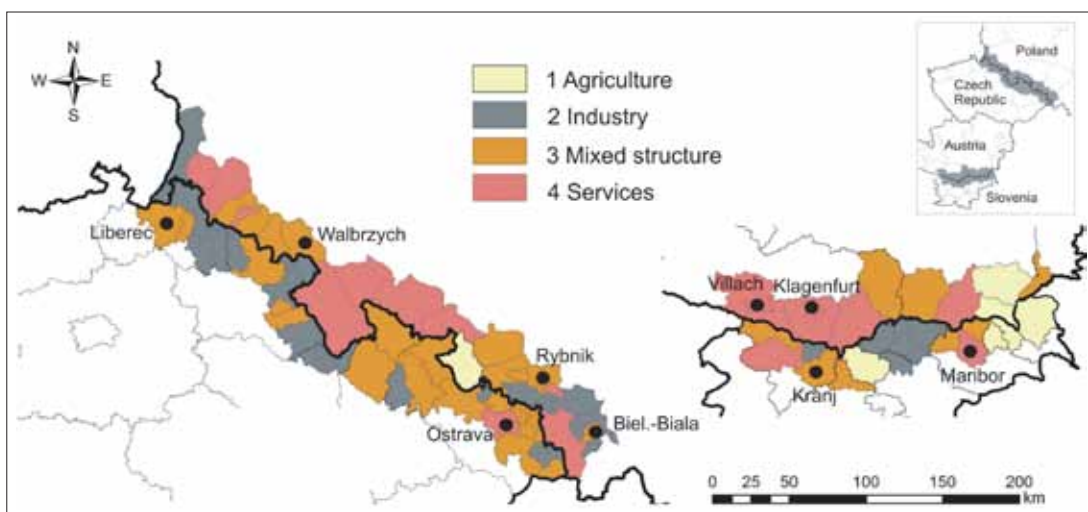 N
W E
S
1 Agriculture
2 Industry
3 Mixed structure
4 Services
Poland
Czech
Republic
Austria
Slovenia
Liberec
Walbrzych
Rybnik
Ostrava
Biel.-Biala
Villach
Klagenfurt
Kranj
Maribor
0 50 100 150 200
km